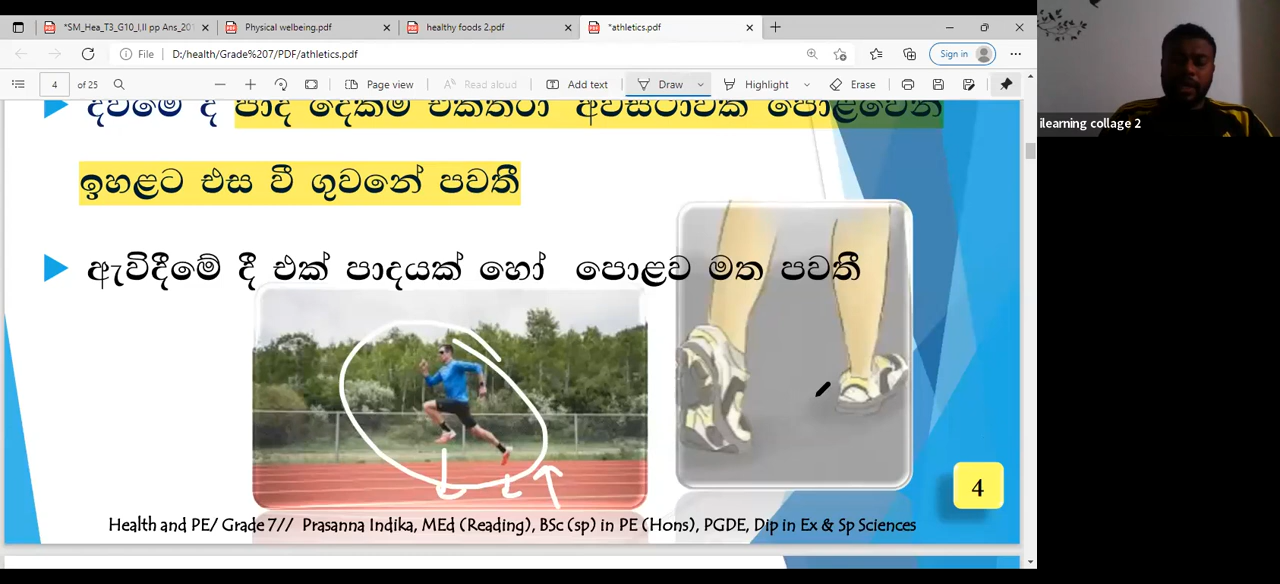 *SM_Hea_T3_G10_I,II pp Ans_201
Physical welbeing.pdf
healthy foods 2.pdf
*athletics.pdf
File D:/health/Grade%207/PDF/athletics.pdf
Sign in
4 of 25
Page view
Read aloud
Add text
Draw
Highlight
Erase
දිවීමේ දී පාද දෙකම එකතරා අවස්ථාවක පොළවෙන්
ඉහළට එස වී ගුවනේ පවතී
ඇවිදීමේ දී එක් පාදයක් හෝ පොළව මත පවතී
4
Health and PE/ Grade 7// Prasanna Indika, MEd (Reading), BSc (sp) in PE (Hons), PGDE, Dip in Ex & Sp Sciences
ilearning collage 2